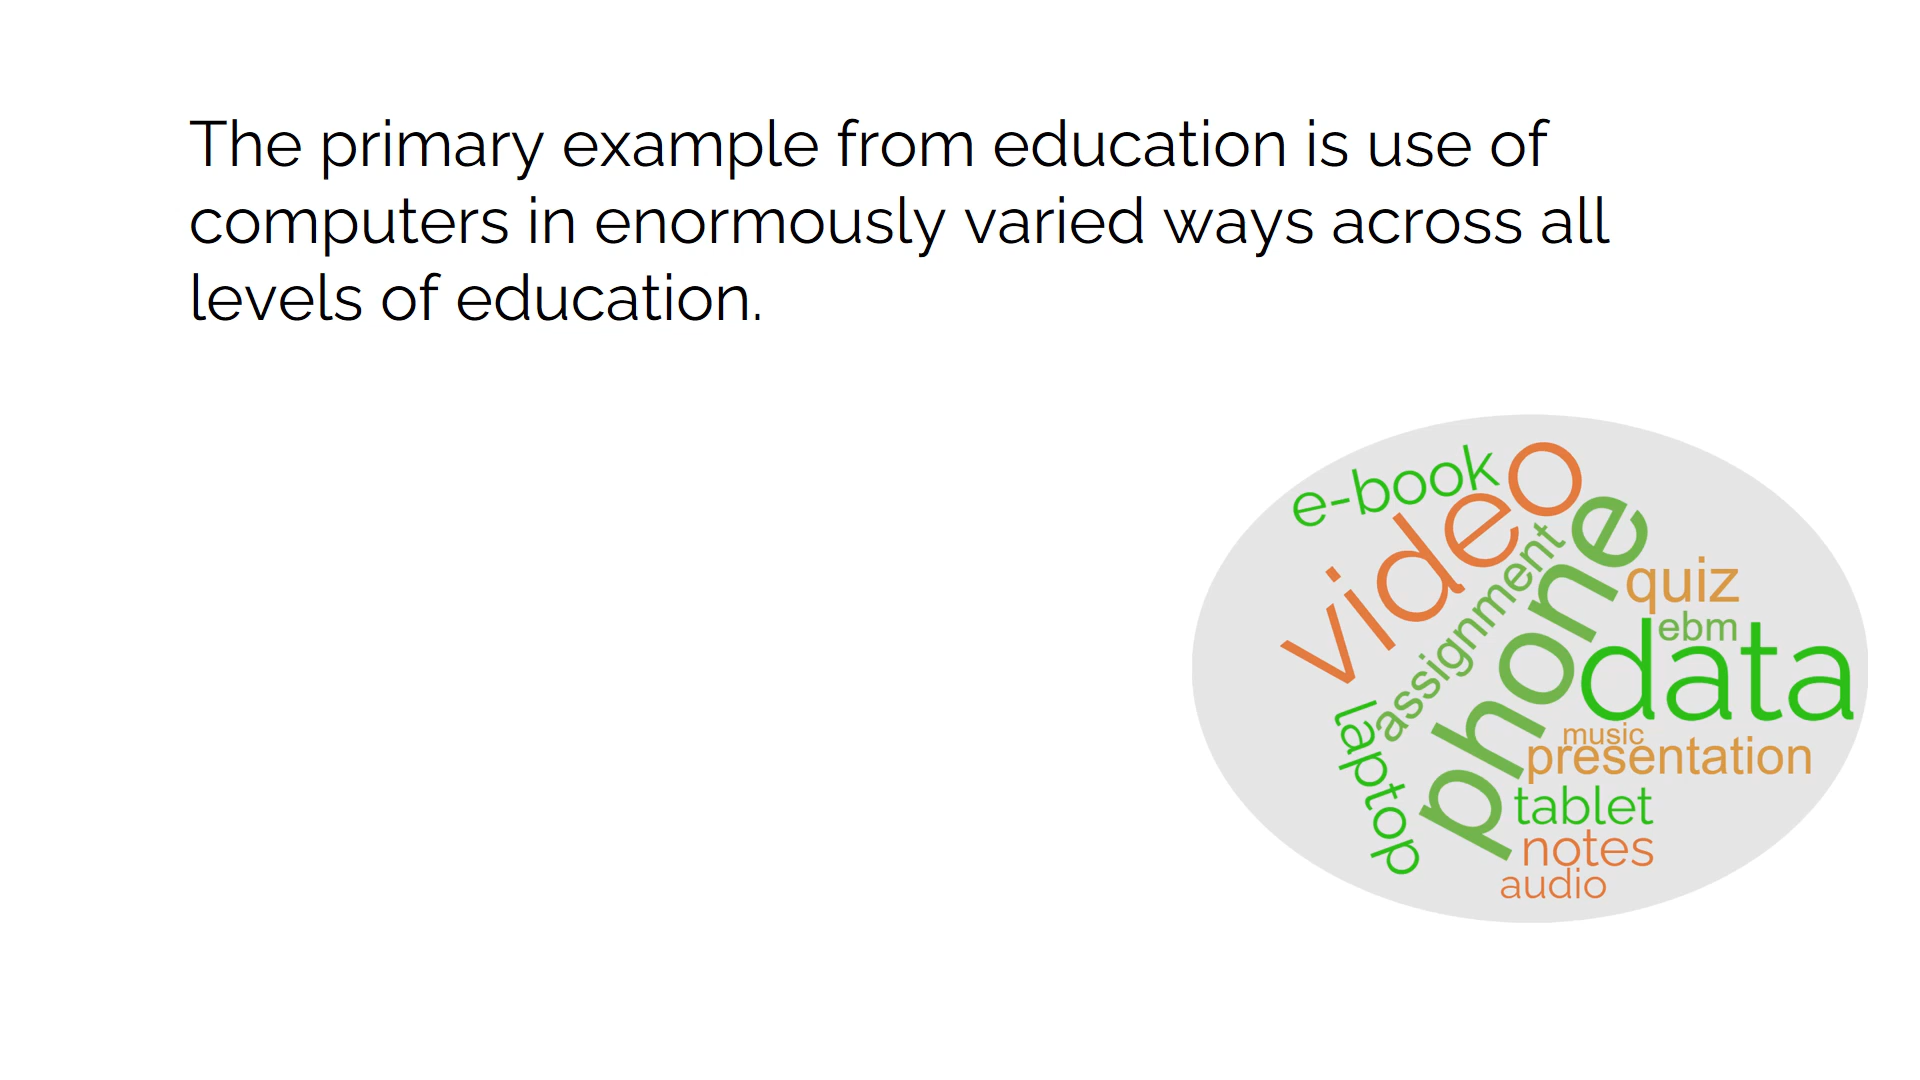 The primary example from education is use of
computers in enormously varied ways across all
levels of education.
e-book
video
assignment
phone
quiz
ebm
data
music
presentation
laptop
tablet
notes
audio